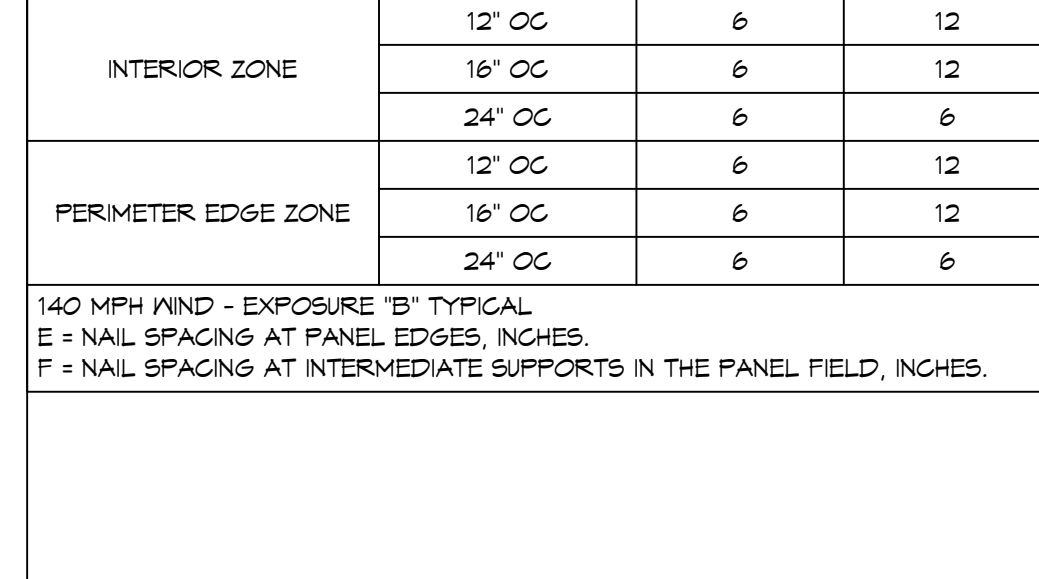 12" OC 6 12
INTERIOR ZONE 16" OC 6 12
24" OC 6 6
12" OC 6 12
PERIMETER EDGE ZONE 16" OC 6 12
24" OC 6 6
140 MPH WIND - EXPOSURE "B" TYPICAL
E = NAIL SPACING AT PANEL EDGES, INCHES.
F = NAIL SPACING AT INTERMEDIATE SUPPORTS IN THE PANEL FIELD, INCHES.